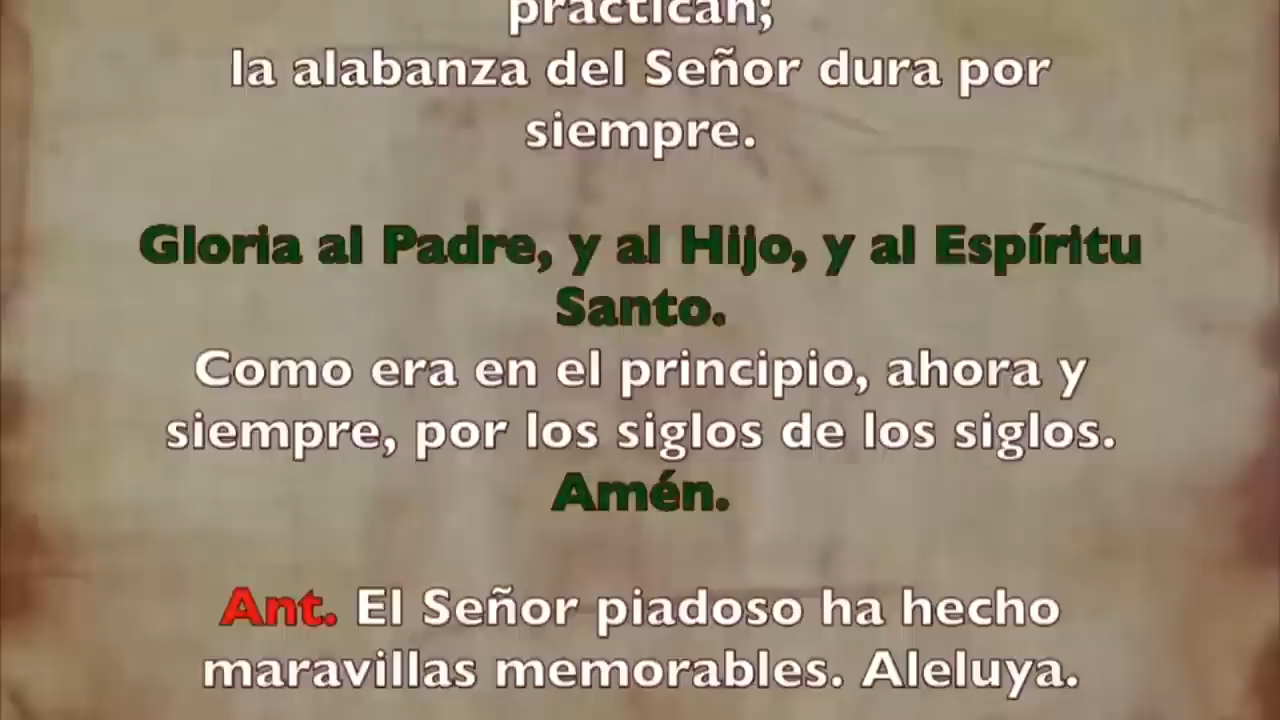 practican;
la alabanza del Señor dura por
siempre.
Gloria al Padre, y al Hijo, y al Espíritu
Santo.
Como era en el principio, ahora y
siempre, por los siglos de los siglos.
Amén.
Ant. El Señor piadoso ha hecho
maravillas memorables. Aleluya.